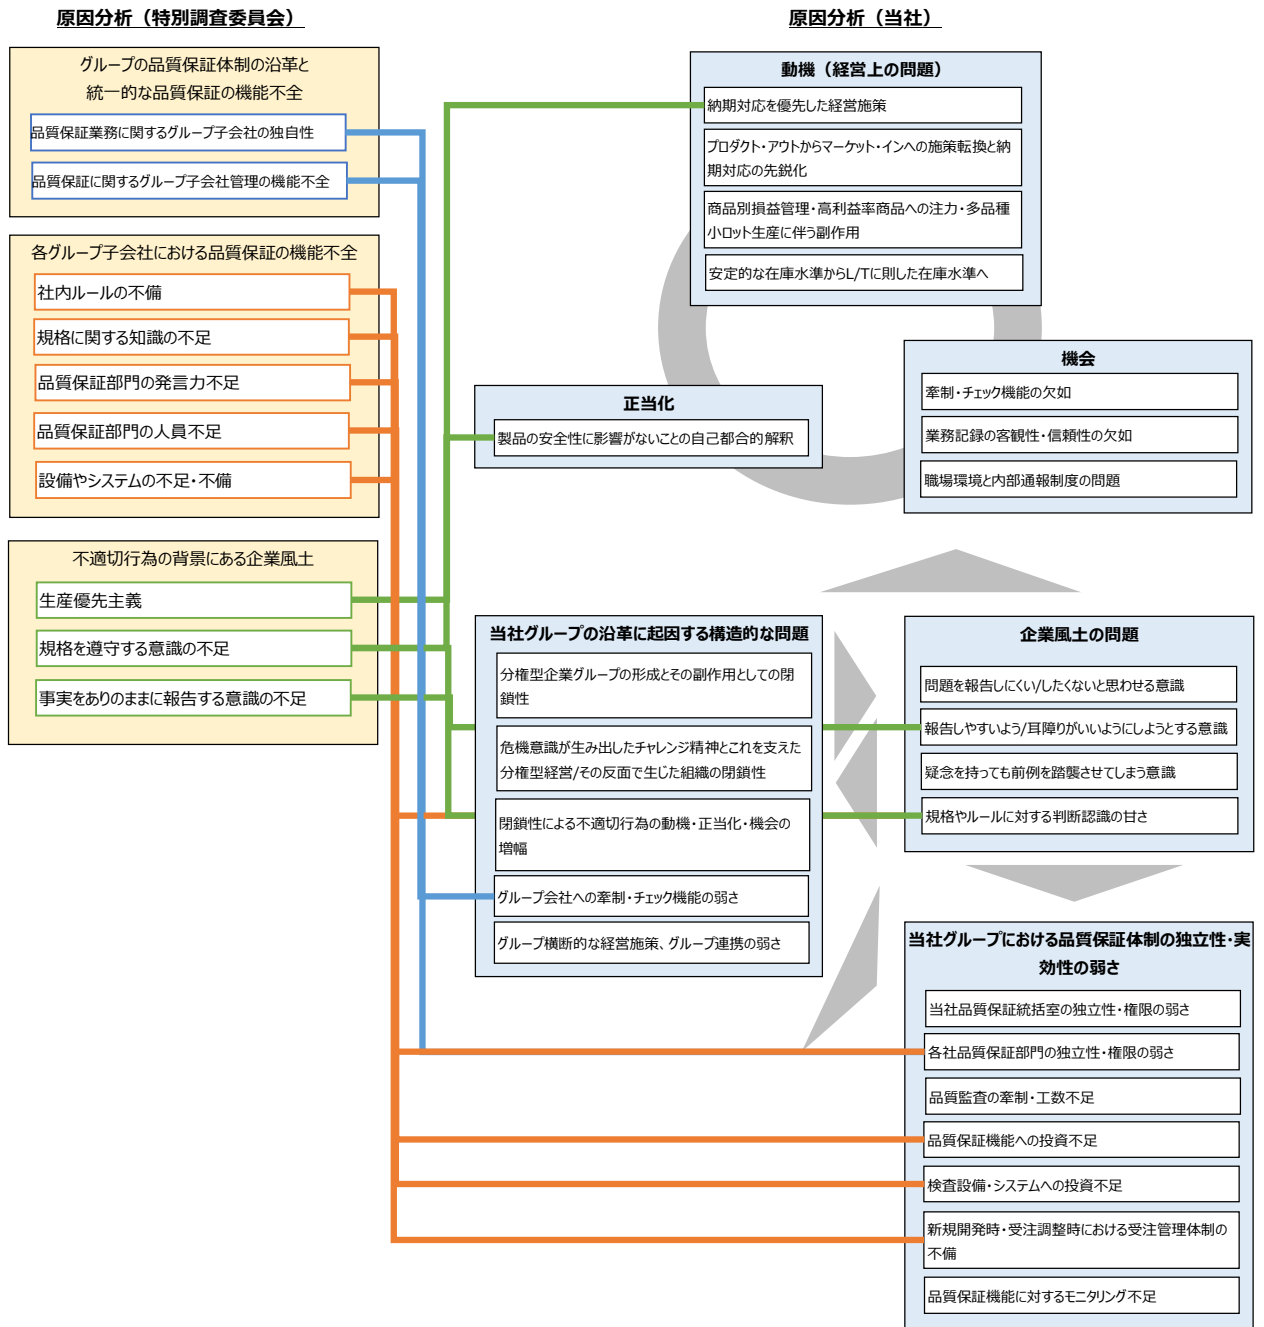 原因分析（特別調査委員会）
グループの品質保証体制の沿革と
統一的な品質保証の機能不全
品質保証業務に関するグループ子会社の独自性
品質保証に関するグループ子会社管理の機能不全
各グループ子会社における品質保証の機能不全
社内ルールの不備
規格に関する知識の不足
品質保証部門の発言力不足
品質保証部門の人員不足
設備やシステムの不足・不備
不適切行為の背景にある企業風土
生産優先主義
規格を遵守する意識の不足
事実をありのままに報告する意識の不足
原因分析（当社）
動機（経営上の問題）
納期対応を優先した経営施策
プロダクト・アウトからマーケット・インへの施策転換と納
期対応の先鋭化
商品別損益管理・高利益率商品への注力・多品種
小ロット生産に伴う副作用
安定的な在庫水準からL/Tに則した在庫水準へ
正当化
製品の安全性に影響がないことの自己都合的解釈
機会
牽制・チェック機能の欠如
業務記録の客観性・信頼性の欠如
職場環境と内部通報制度の問題
当社グループの沿革に起因する構造的な問題
分権型企業グループの形成とその副作用としての閉
鎖性
危機意識が生み出したチャレンジ精神とこれを支えた
分権型経営/その反面で生じた組織の閉鎖性
閉鎖性による不適切行為の動機・正当化・機会の
増幅
グループ会社への牽制・チェック機能の弱さ
グループ横断的な経営施策、グループ連携の弱さ
企業風土の問題
問題を報告しにくい/したくないと思わせる意識
報告しやすいよう/耳障りがいいようにしようとする意識
疑念を持っても前例を踏襲させてしまう意識
規格やルールに対する判断認識の甘さ
当社グループにおける品質保証体制の独立性・実
効性の弱さ
当社品質保証統括室の独立性・権限の弱さ
各社品質保証部門の独立性・権限の弱さ
品質監査の牽制・工数不足
品質保証機能への投資不足
検査設備・システムへの投資不足
新規開発時・受注調整時における受注管理体制の
不備
品質保証機能に対するモニタリング不足